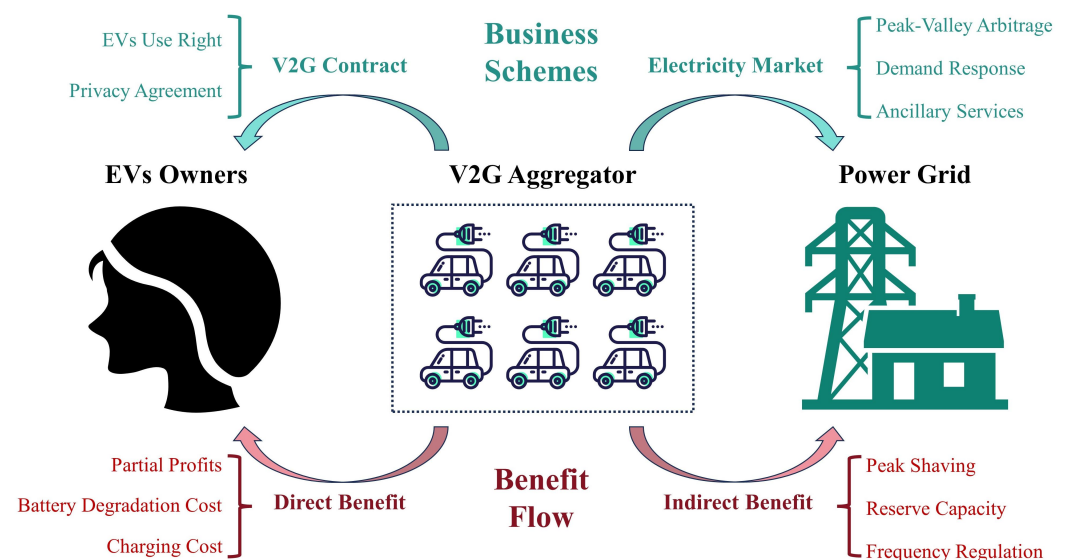 EVs Use Right
Privacy Agreement
V2G Contract
Business
Schemes
Electricity Market
Peak-Valley Arbitrage
Demand Response
Ancillary Services
EVs Owners
V2G Aggregator
Power Grid
Partial Profits
Battery Degradation Cost
Charging Cost
Direct Benefit
Benefit
Flow
Indirect Benefit
Peak Shaving
Reserve Capacity
Frequency Regulation